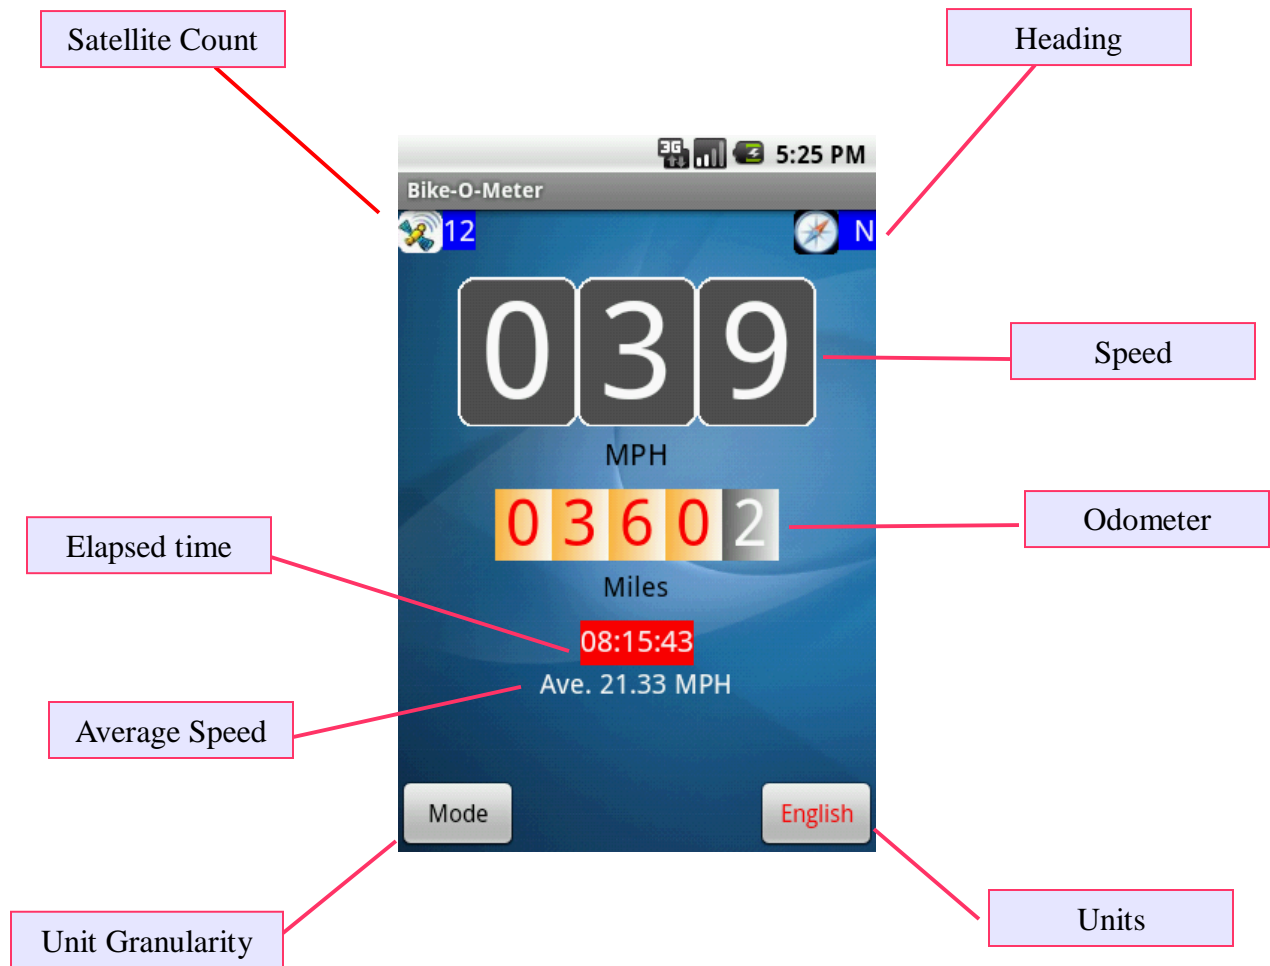 Satellite Count
Heading
3G
5:25 PM
Bike-O-Meter
12
N
039
Speed
MPH
03602
Odometer
Elapsed time
Miles
08:15:43
Ave. 21.33 MPH
Average Speed
Mode
English
Units
Unit Granularity